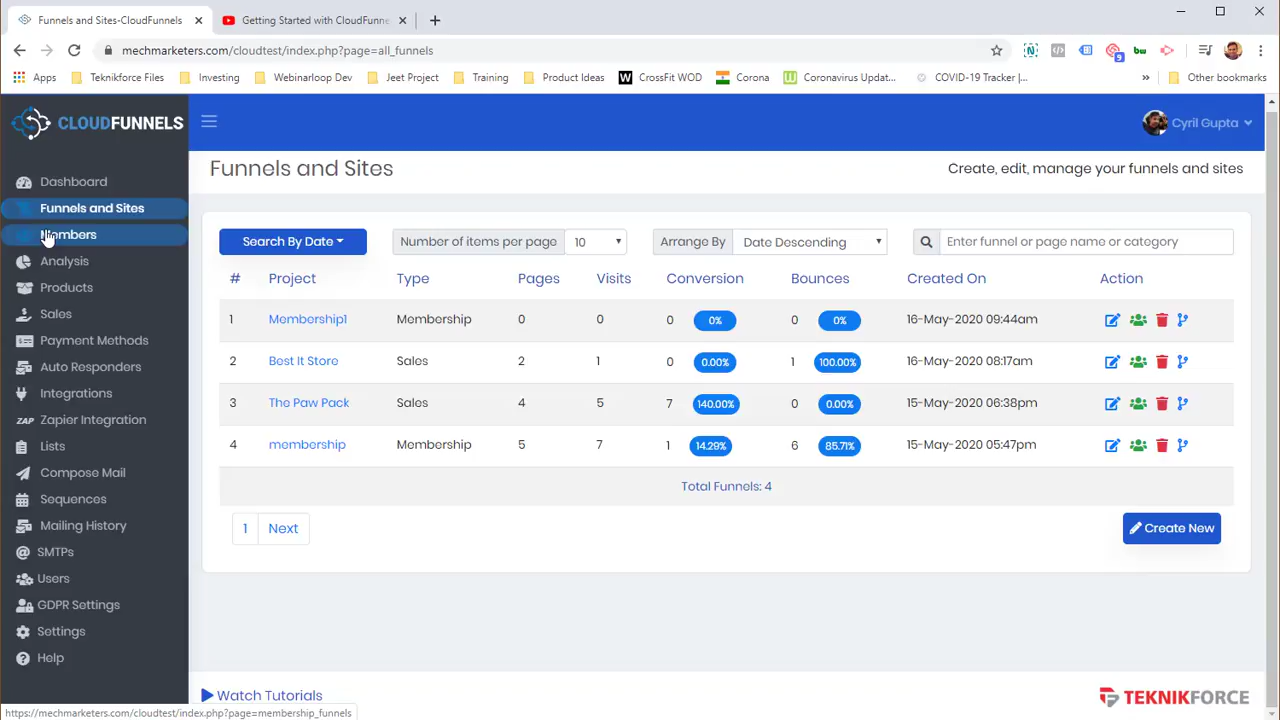 Funnels and Sites-CloudFunnels
Getting Started with CloudFunne
mechmarketers.com/cloudtest/index.php?page=all_funnels
9
Apps Teknikforce Files Investing Webinarloop Dev Jeet Project Training Product Ideas W CrossFit WOD Corona Coronavirus Updat... COVID-19 Tracker |... » Other bookmarks
CLOUDFUNNELS
Cyril Gupta
Dashboard
Funnels and Sites
Members
Analysis
Products
Sales
Payment Methods
Auto Responders
Integrations
ZAP Zapier Integration
Lists
Compose Mail
Sequences
Mailing History
SMTPs
Users
GDPR Settings
Settings
Help
Funnels and Sites
Create, edit, manage your funnels and sites
Search By Date Number of items per page 10 Arrange By Date Descending Enter funnel or page name or category
# Project Type Pages Visits Conversion Bounces Created On Action
1 Membership1 Membership 0 0 0 0% 0 0% 16-May-2020 09:44am
2 Best It Store Sales 2 1 0 0.00% 1 100.00% 16-May-2020 08:17am
3 The Paw Pack Sales 4 5 7 140.00% 0 0.00% 15-May-2020 06:38pm
4 membership Membership 5 7 1 14.29% 6 85.71% 15-May-2020 05:47pm
Total Funnels: 4
1 Next
Create New
Watch Tutorials
TEKNIKFORCE
https://mechmarketers.com/cloudtest/index.php?page=membership_funnels